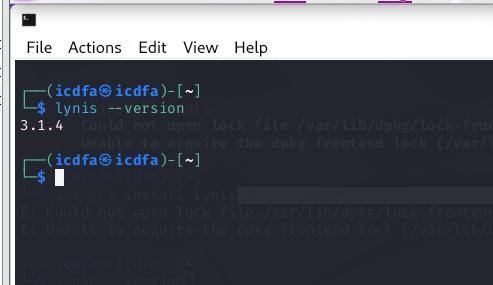 File Actions Edit View Help
┌──(icdfa㉿icdfa)-[~]
└─$ lynis --version
3.1.4
Could not open lock file /var/lib/dpkg/lock-fron
Unable to acquire the dpkg frontend lock (/var/l
┌──(icdfa㉿icdfa)-[~]
└─$
install lynis
E: Could not open lock file /var/lib/dpkg/lock-frontend
E: Unable to acquire the dpkg frontend lock (/var/lib/d